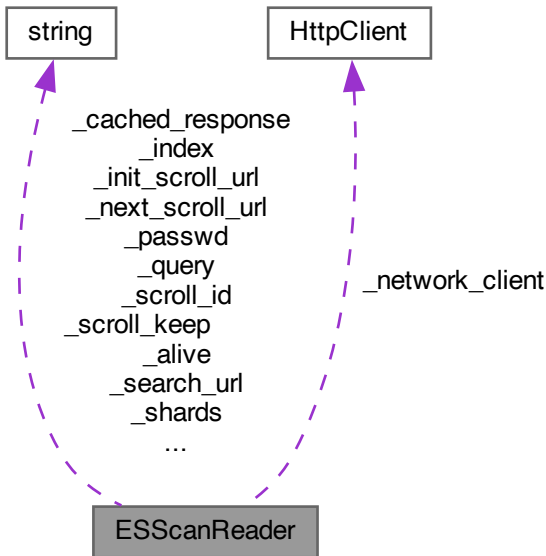 string
HttpClient
_cached_response
_index
_init_scroll_url
_next_scroll_url
_passwd
_query
_scroll_id
_scroll_keep
_alive
_search_url
_shards
...
_network_client
ESScanReader